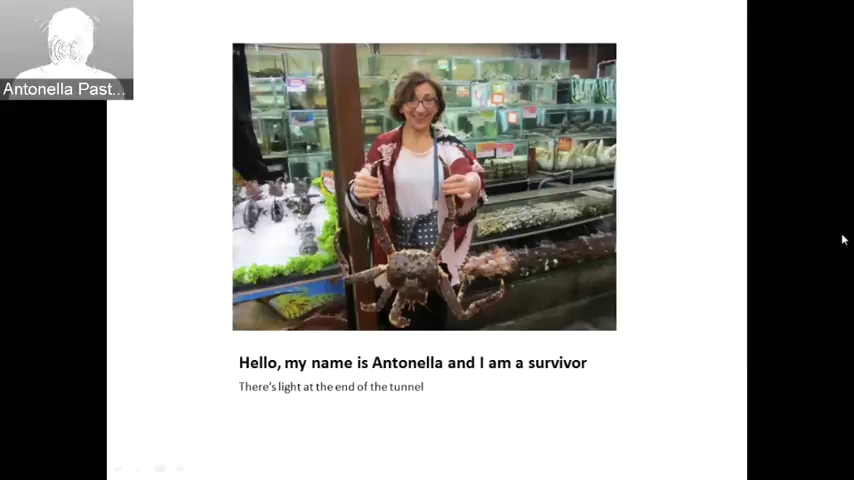 Antonella Past...
Hello, my name is Antonella and I am a survivor
There's light at the end of the tunnel